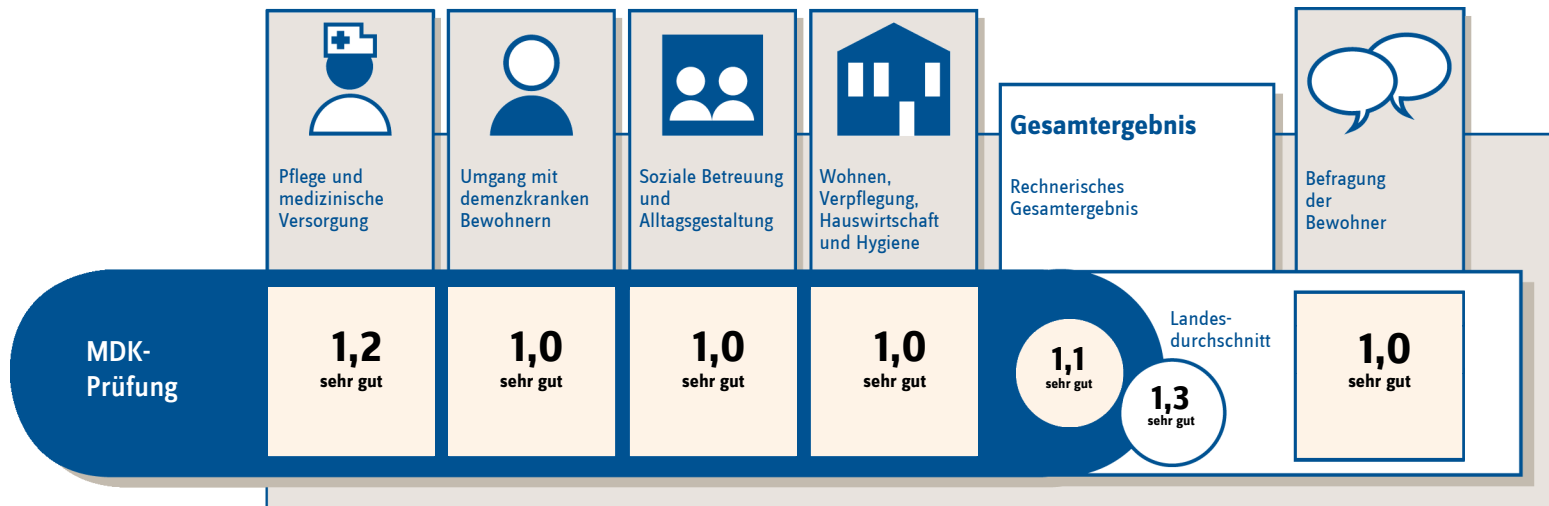 Pflege und
medizinische
Versorgung
Umgang mit
demenzkranken
Bewohnern
Soziale Betreuung
und
Alltagsgestaltung
Wohnen,
Verpflegung,
Hauswirtschaft
und Hygiene
Gesamtergebnis
Rechnerisches
Gesamtergebnis
Befragung
der
Bewohner
MDK-
Prüfung
1,2
sehr gut
1,0
sehr gut
1,0
sehr gut
1,0
sehr gut
1,1
sehr gut
Landes-
durchschnitt
1,3
sehr gut
1,0
sehr gut